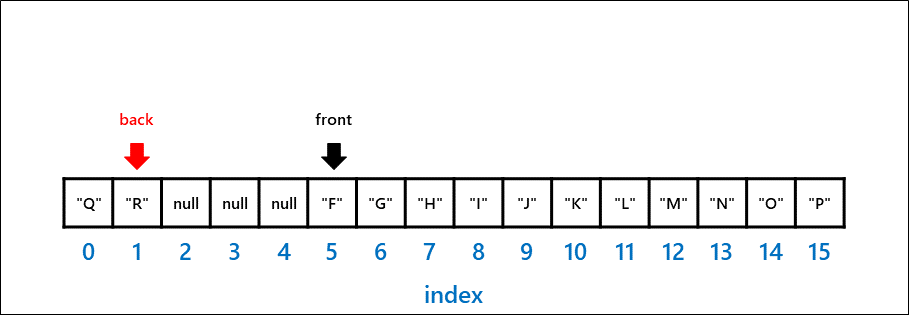 back front
"Q" "R" null null null "F" "G" "H" "I" "J" "K" "L" "M" "N" "O" "P"
0 1 2 3 4 5 6 7 8 9 10 11 12 13 14 15
index